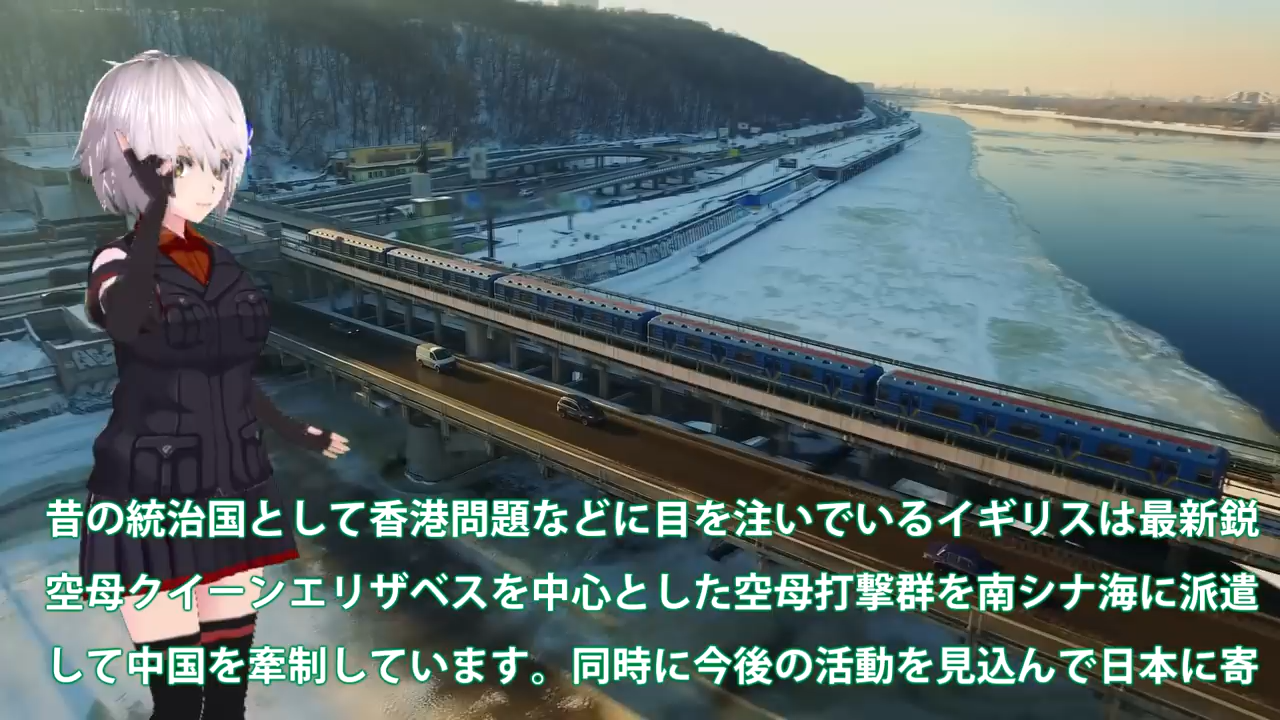 昔の統治国として香港問題などに目を注いでいるイギリスは最新鋭
空母クイーンエリザベスを中心とした空母打撃群を南シナ海に派遣
して中国を牽制しています。同時に今後の活動を見込んで日本に寄